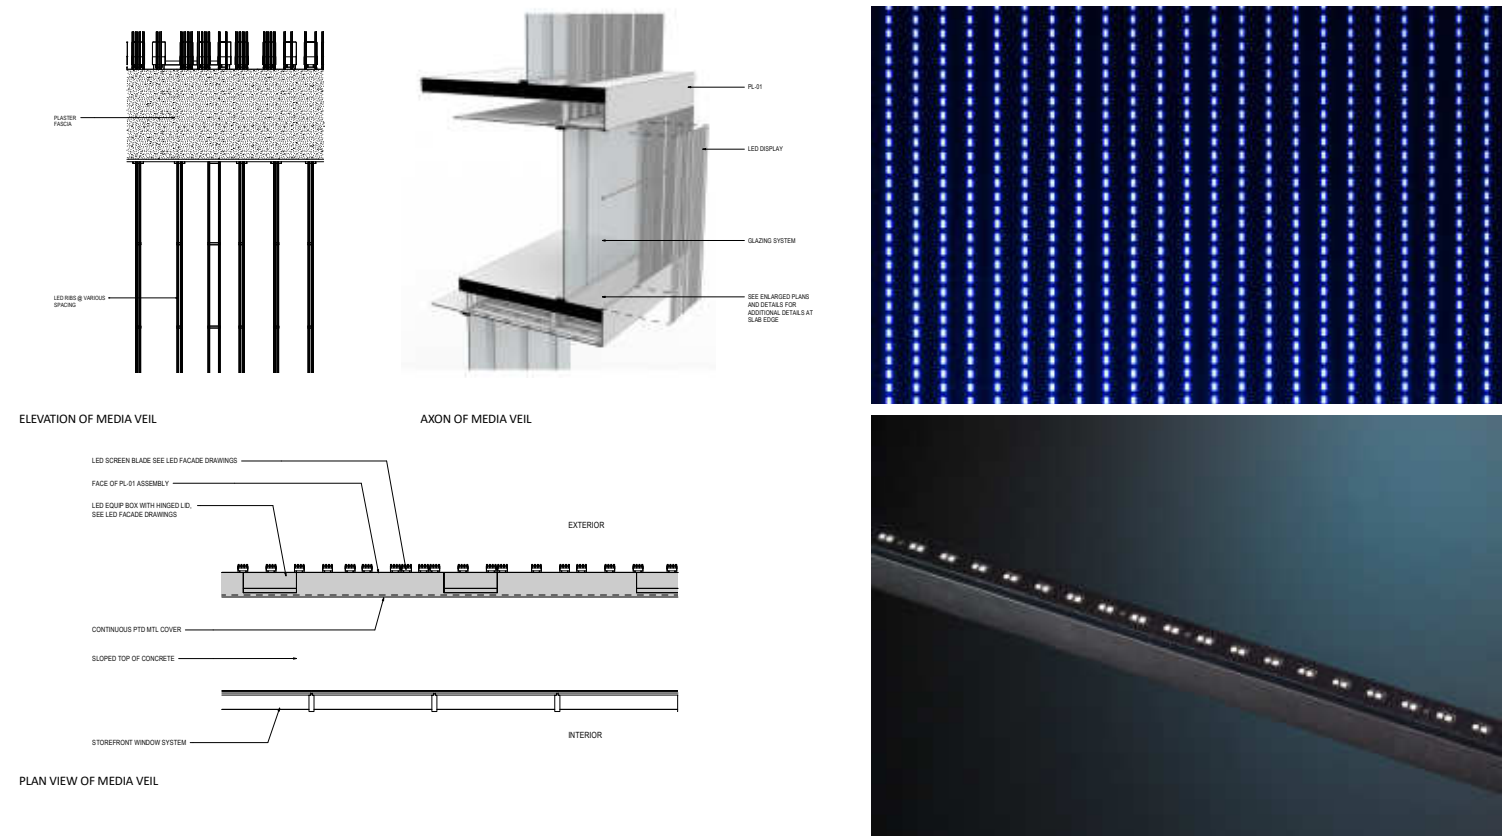 PLASTER
FASCIA
LED RIBS @ VARIOUS
SPACING
ELEVATION OF MEDIA VEIL
PL-01
LED DISPLAY
GLAZING SYSTEM
SEE ENLARGED PLANS
AND DETAILS FOR
ADDITIONAL DETAILS AT
SLAB EDGE
AXON OF MEDIA VEIL
LED SCREEN BLADE SEE LED FACADE DRAWINGS
FACE OF PL-01 ASSEMBLY
LED EQUIP BOX WITH HINGED LID,
SEE LED FACADE DRAWINGS
EXTERIOR
CONTINUOUS PTD MTL COVER
SLOPED TOP OF CONCRETE
STOREFRONT WINDOW SYSTEM
INTERIOR
PLAN VIEW OF MEDIA VEIL